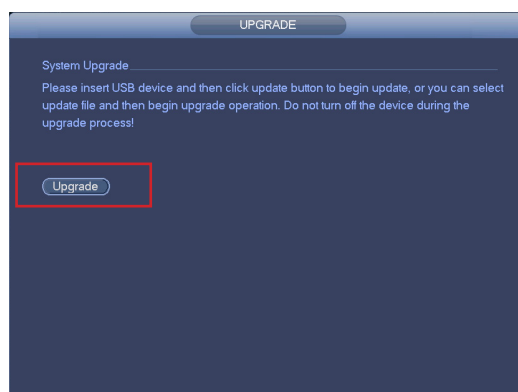 UPGRADE
System Upgrade
Please insert USB device and then click update button to begin update, or you can select
update file and then begin upgrade operation. Do not turn off the device during the
upgrade process!
Upgrade